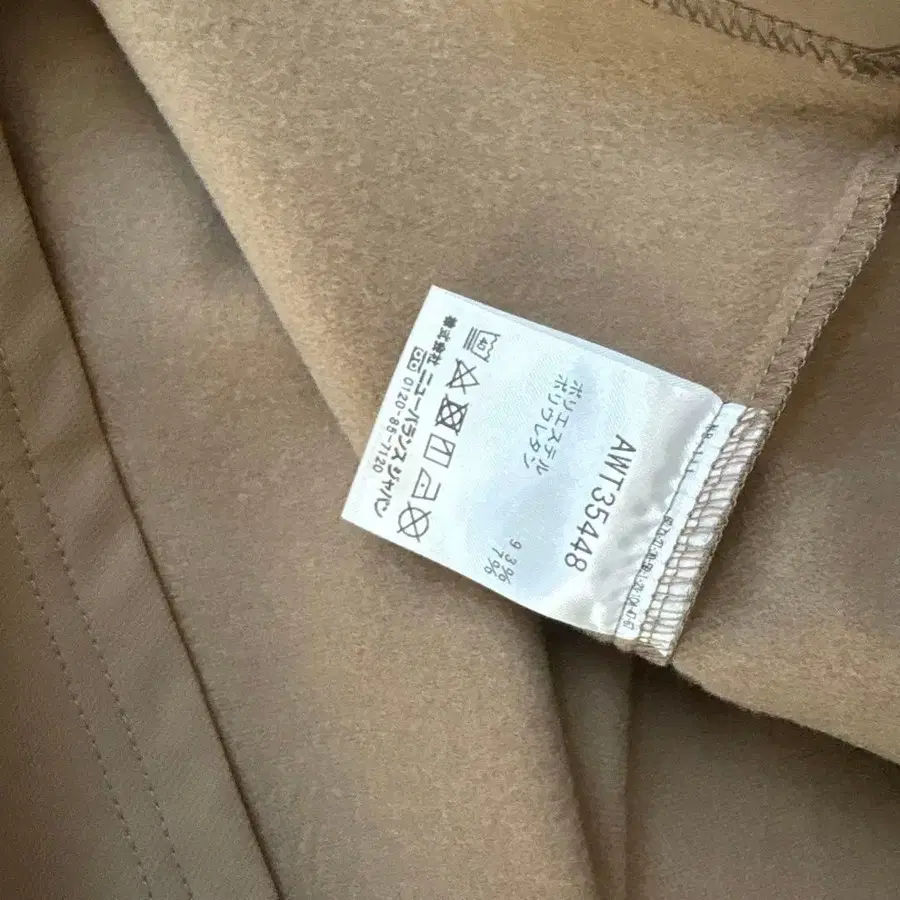 AWT35448
ポリエステル 93%
ポリウレタン 7%
40
株式会社 ニューバランス ジャパン
0120-85-7120